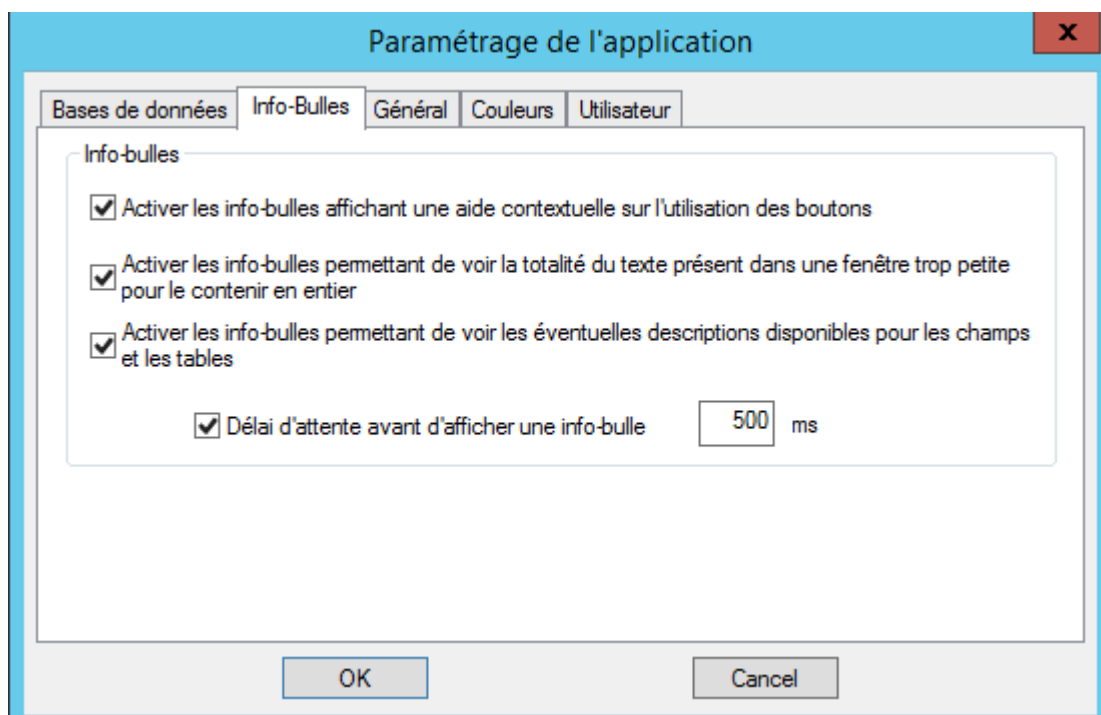 Paramétrage de l'application
x
Bases de données Info-Bulles Général Couleurs Utilisateur
Info-bulles
Activer les info-bulles affichant une aide contextuelle sur l'utilisation des boutons
Activer les info-bulles permettant de voir la totalité du texte présent dans une fenêtre trop petite
pour le contenir en entier
Activer les info-bulles permettant de voir les éventuelles descriptions disponibles pour les champs
et les tables
Délai d'attente avant d'afficher une info-bulle 500 ms
OK Cancel